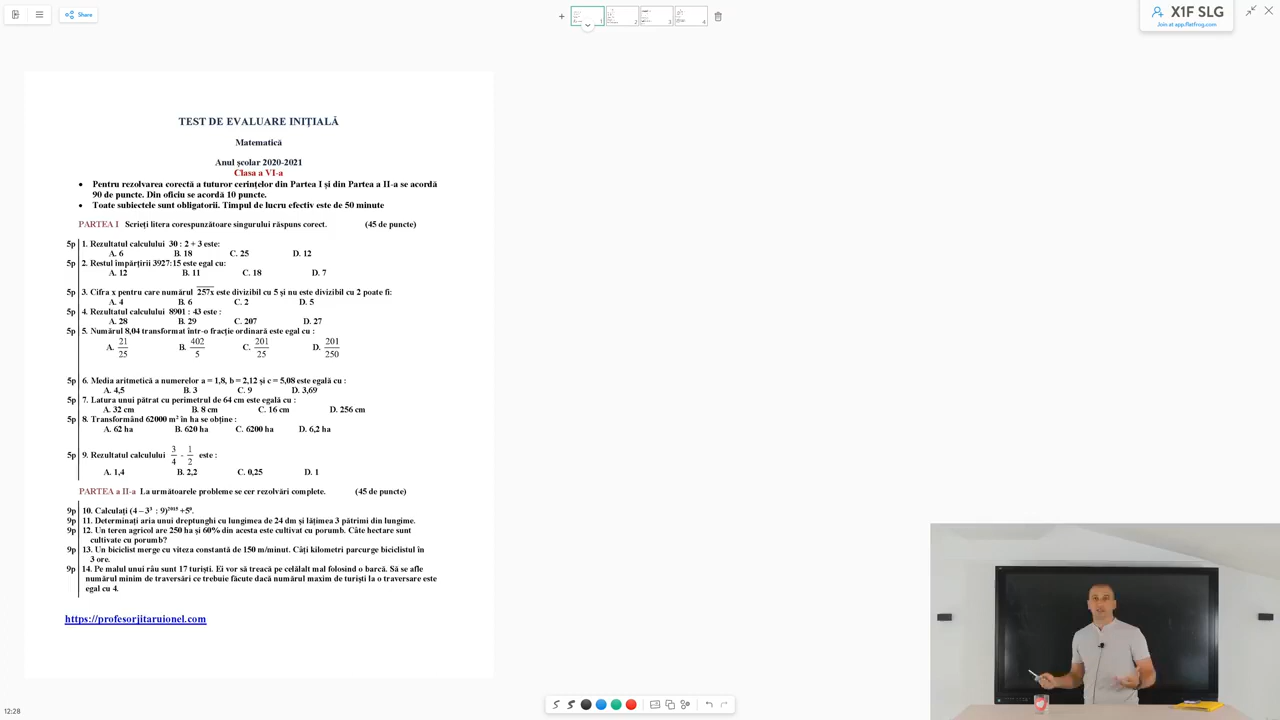 Share
1
2
3
4
X1F SLG
Join at app.flatfrog.com
TEST DE EVALUARE INIȚIALĂ
Matematică
Anul școlar 2020-2021
Clasa a VI-a
• Pentru rezolvarea corectă a tuturor cerințelor din Partea I și din Partea a II-a se acordă
90 de puncte. Din oficiu se acordă 10 puncte.
• Toate subiectele sunt obligatorii. Timpul de lucru efectiv este de 50 minute
PARTEA I Scrieți litera corespunzătoare singurului răspuns corect. (45 de puncte)
5p 1. Rezultatul calculului 30 : 2 + 3 este:
A. 6 B. 18 C. 25 D. 12
5p 2. Restul împărțirii 3927:15 este egal cu:
A. 12 B. 11 C. 18 D. 7
5p 3. Cifra x pentru care numărul 257x este divizibil cu 5 și nu este divizibil cu 2 poate fi:
A. 4 B. 6 C. 2 D. 5
5p 4. Rezultatul calculului 8901 : 43 este :
A. 28 B. 29 C. 207 D. 27
5p 5. Numărul 8,04 transformat într-o fracție ordinară este egal cu :
A. 21/25 B. 402/5 C. 201/25 D. 201/250
5p 6. Media aritmetică a numerelor a = 1,8, b = 2,12 și c = 5,08 este egală cu :
A. 4,5 B. 3 C. 9 D. 3,69
5p 7. Latura unui pătrat cu perimetrul de 64 cm este egală cu :
A. 32 cm B. 8 cm C. 16 cm D. 256 cm
5p 8. Transformând 62000 m² în ha se obține :
A. 62 ha B. 620 ha C. 6200 ha D. 6,2 ha
5p 9. Rezultatul calculului 3/4 - 1/2 este :
A. 1,4 B. 2,2 C. 0,25 D. 1
PARTEA a II-a La următoarele probleme se cer rezolvări complete. (45 de puncte)
9p 10. Calculați (4 – 3³ : 9)²⁰¹⁵ +5⁰.
9p 11. Determinați aria unui dreptunghi cu lungimea de 24 dm și lățimea 3 pătrimi din lungime.
9p 12. Un teren agricol are 250 ha și 60% din acesta este cultivat cu porumb. Câte hectare sunt
cultivate cu porumb?
9p 13. Un biciclist merge cu viteza constantă de 150 m/minut. Câți kilometri parcurge biciclistul în
3 ore.
9p 14. Pe malul unui râu sunt 17 turiști. Ei vor să treacă pe celălalt mal folosind o barcă. Să se afle
numărul minim de traversări ce trebuie făcute dacă numărul maxim de turiști la o traversare este
egal cu 4.
https://profesorjitaruionel.com
12:28